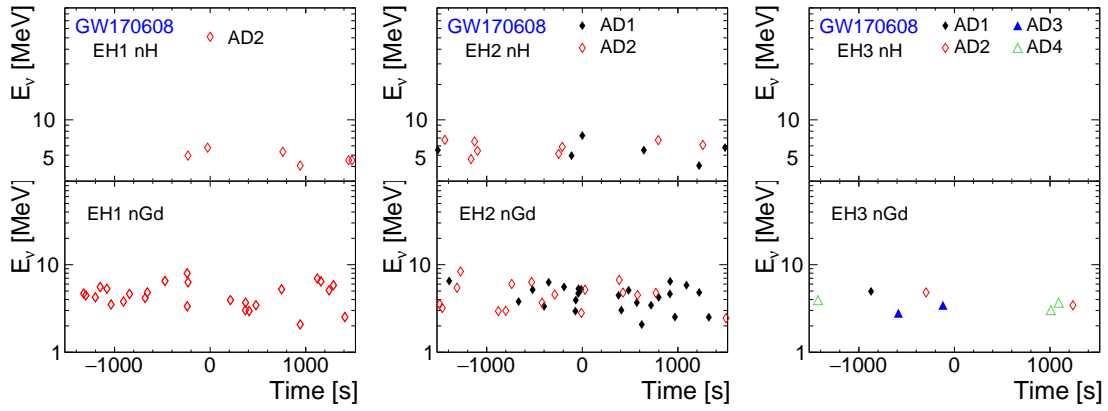 GW170608
EH1 nH
AD2
E_ν [MeV]
10
5
EH1 nGd
E_ν [MeV]
10
1
−1000 0 1000
Time [s]
GW170608
EH2 nH
AD1
AD2
E_ν [MeV]
10
5
EH2 nGd
E_ν [MeV]
10
1
−1000 0 1000
Time [s]
GW170608
EH3 nH
AD1 AD3
AD2 AD4
E_ν [MeV]
10
5
EH3 nGd
E_ν [MeV]
10
1
−1000 0 1000
Time [s]